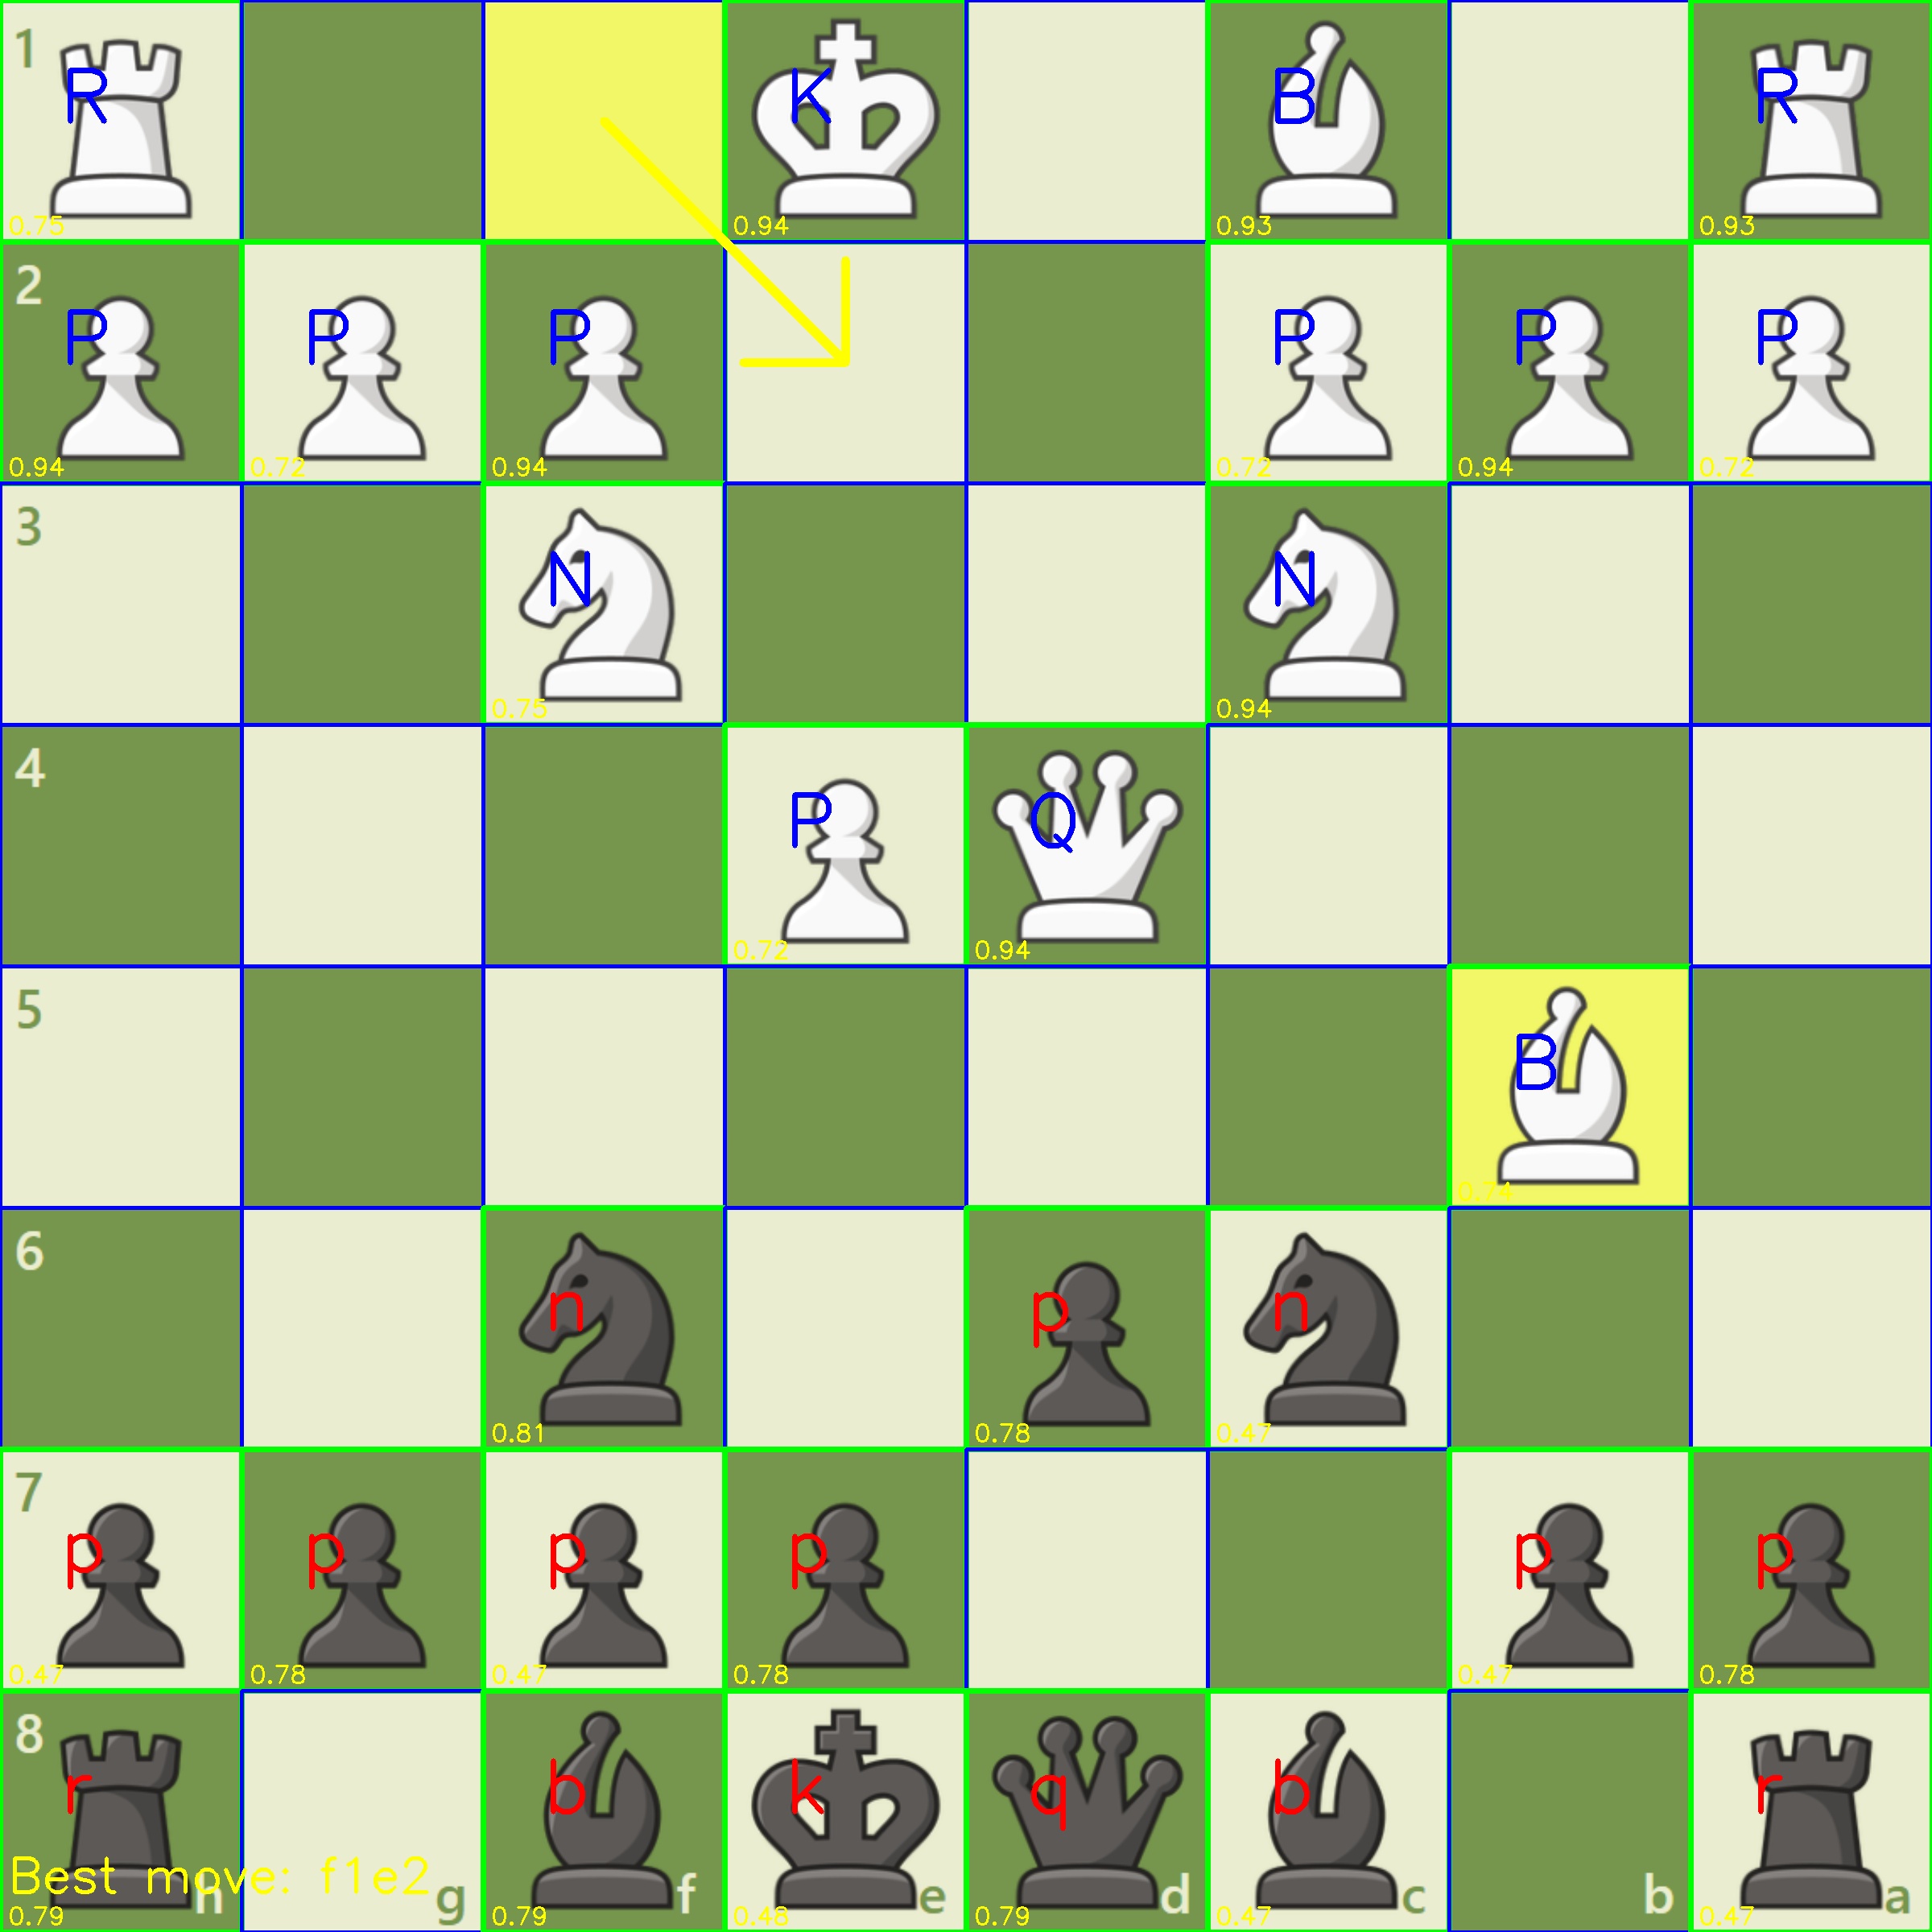 1 R K B R
0.75 0.94 0.93 0.93
2 P P P P P P
0.94 0.72 0.94 0.72 0.94 0.72
3 N N
0.75 0.94
4 P Q
0.72 0.94
5 B
0.74
6 n p n
0.81 0.78 0.47
7 p p p p p p
0.47 0.78 0.47 0.78 0.47 0.78
8 r b k q b r
Best move: f1e2
h g f e d c b a
0.79 0.79 0.48 0.79 0.47 0.47